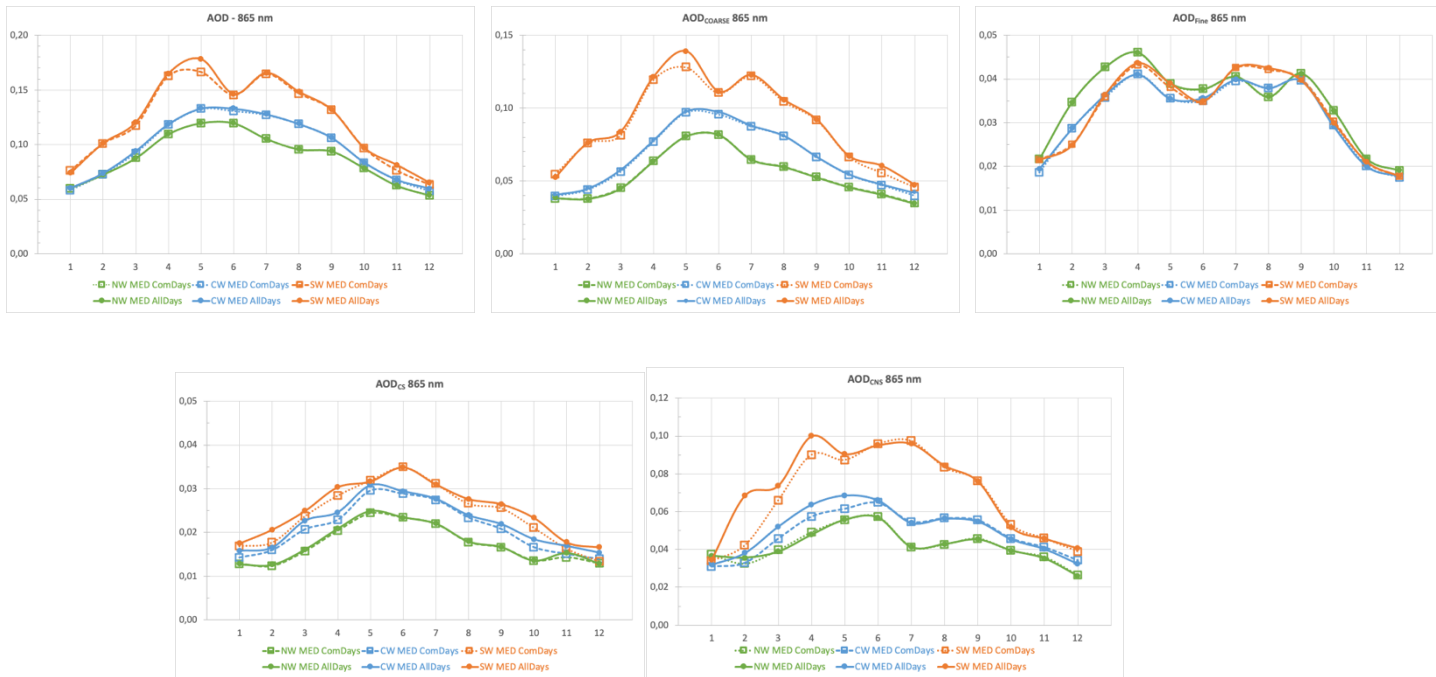 AOD - 865 nm
0,20
0,15
0,10
0,05
0,00
1 2 3 4 5 6 7 8 9 10 11 12
NW MED ComDays CW MED ComDays SW MED ComDays
NW MED AllDays CW MED AllDays SW MED AllDays
AOD_COARSE 865 nm
0,15
0,10
0,05
0,00
1 2 3 4 5 6 7 8 9 10 11 12
NW MED ComDays CW MED ComDays SW MED ComDays
NW MED AllDays CW MED AllDays SW MED AllDays
AOD_Fine 865 nm
0,05
0,04
0,03
0,02
0,01
0,00
1 2 3 4 5 6 7 8 9 10 11 12
NW MED ComDays CW MED ComDays SW MED ComDays
NW MED AllDays CW MED AllDays SW MED AllDays
AOD_CS 865 nm
0,05
0,04
0,03
0,02
0,01
0,00
1 2 3 4 5 6 7 8 9 10 11 12
NW MED ComDays CW MED ComDays SW MED ComDays
NW MED AllDays CW MED AllDays SW MED AllDays
AOD_CNS 865 nm
0,12
0,10
0,08
0,06
0,04
0,02
0,00
1 2 3 4 5 6 7 8 9 10 11 12
NW MED ComDays CW MED ComDays SW MED ComDays
NW MED AllDays CW MED AllDays SW MED AllDays